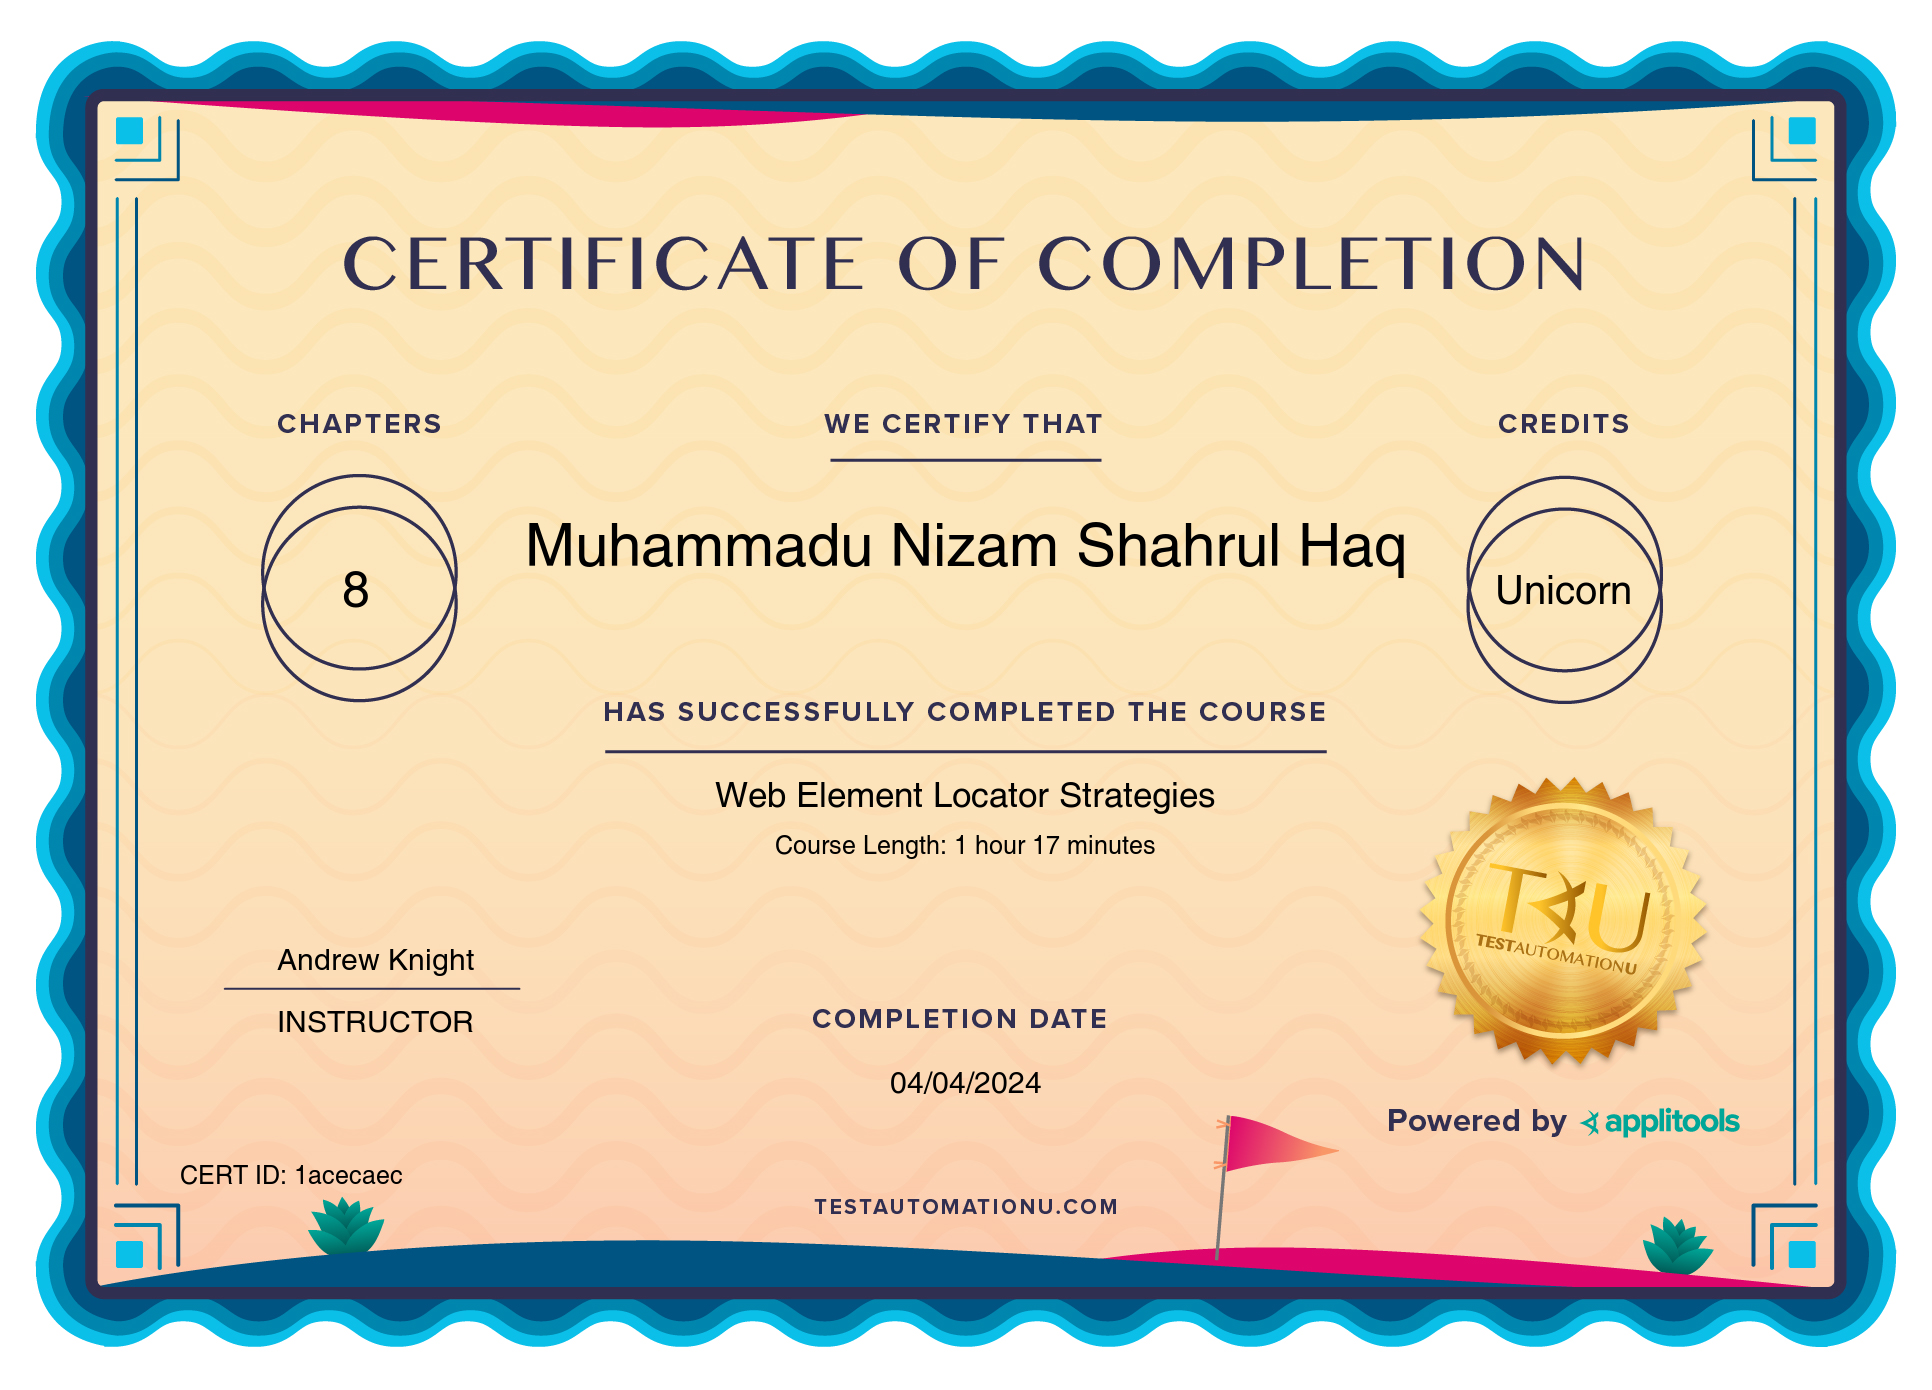 CERTIFICATE OF COMPLETION
CHAPTERS
8
WE CERTIFY THAT
Muhammadu Nizam Shahrul Haq
CREDITS
Unicorn
HAS SUCCESSFULLY COMPLETED THE COURSE
Web Element Locator Strategies
Course Length: 1 hour 17 minutes
Andrew Knight
INSTRUCTOR
COMPLETION DATE
04/04/2024
TAU
TESTAUTOMATIONU
Powered by applitools
CERT ID: 1acecaec
TESTAUTOMATIONU.COM